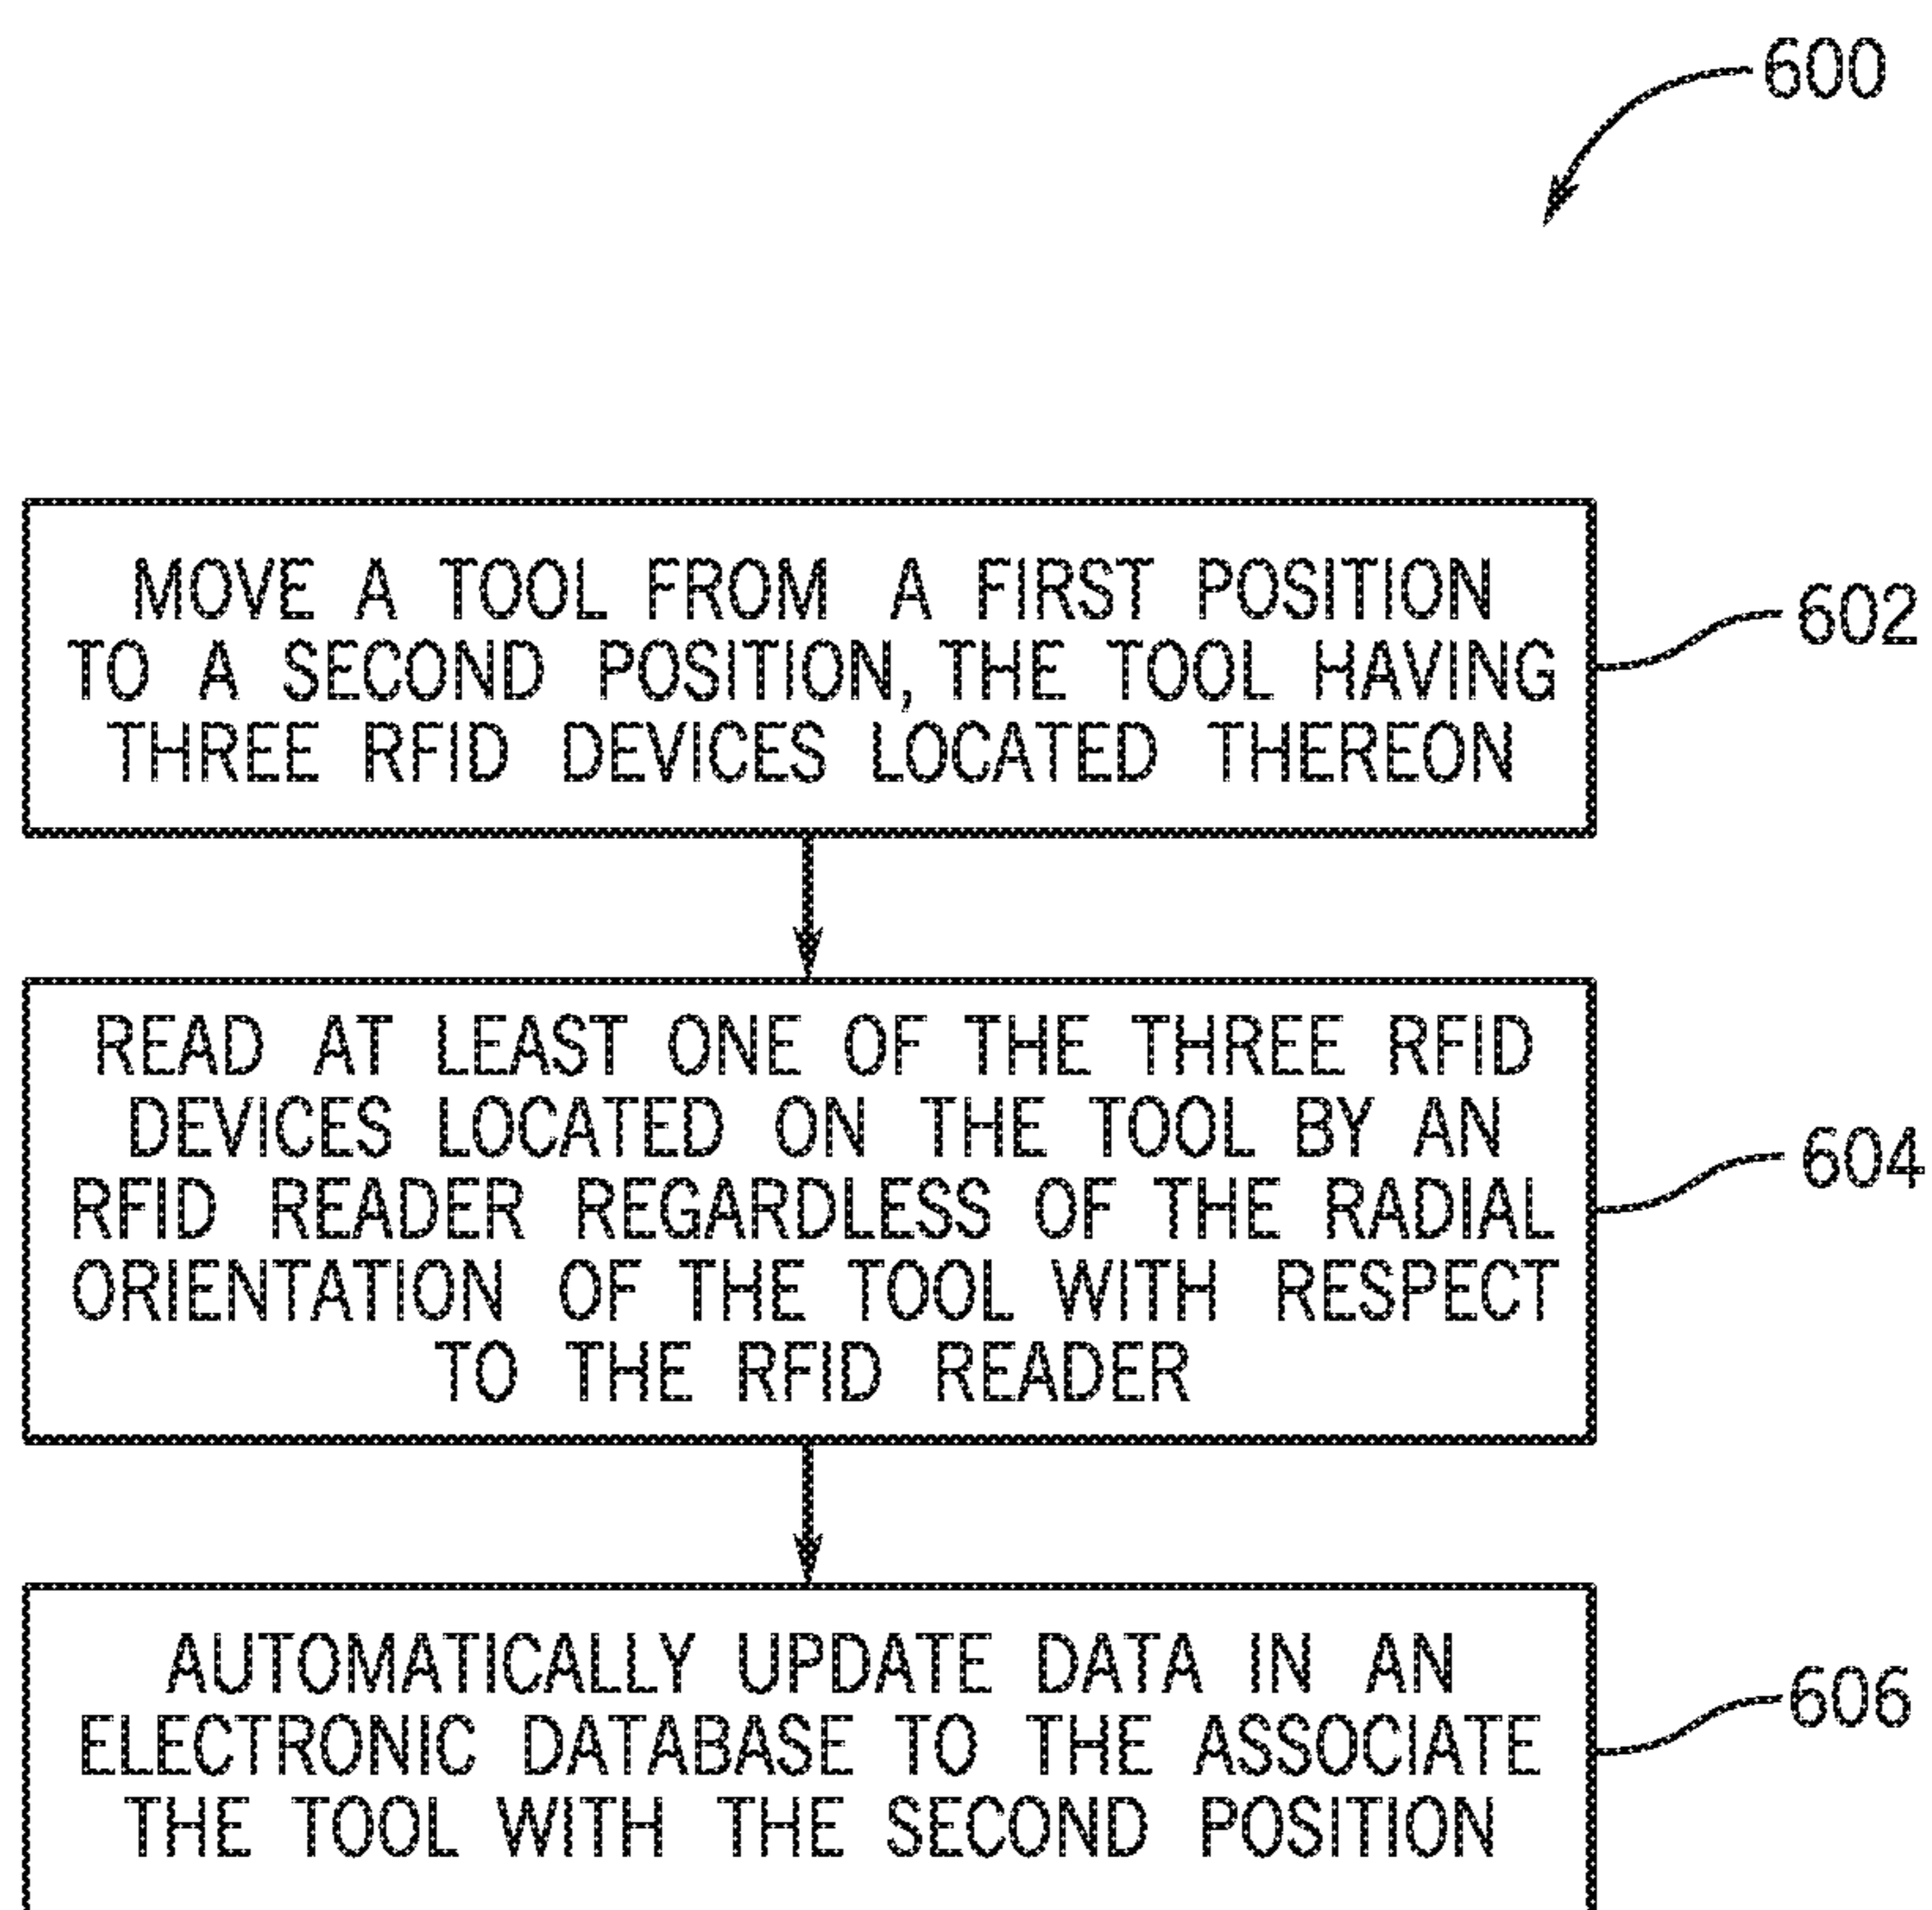 600
MOVE A TOOL FROM A FIRST POSITION
TO A SECOND POSITION, THE TOOL HAVING
THREE RFID DEVICES LOCATED THEREON
602
READ AT LEAST ONE OF THE THREE RFID
DEVICES LOCATED ON THE TOOL BY AN
RFID READER REGARDLESS OF THE RADIAL
ORIENTATION OF THE TOOL WITH RESPECT
TO THE RFID READER
604
AUTOMATICALLY UPDATE DATA IN AN
ELECTRONIC DATABASE TO THE ASSOCIATE
THE TOOL WITH THE SECOND POSITION
606